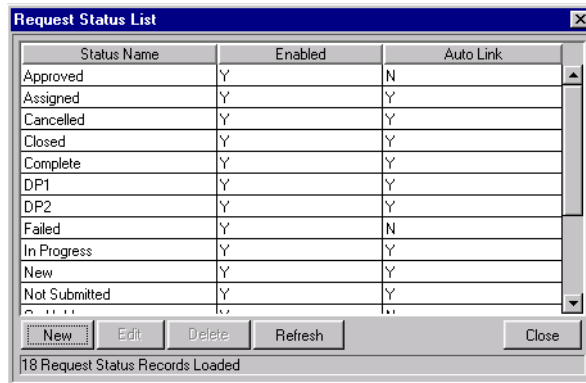 Request Status List
Status Name Enabled Auto Link
Approved Y N
Assigned Y Y
Cancelled Y Y
Closed Y Y
Complete Y Y
DP1 Y Y
DP2 Y Y
Failed Y N
In Progress Y Y
New Y Y
Not Submitted Y Y
New Edit Delete Refresh Close
18 Request Status Records Loaded